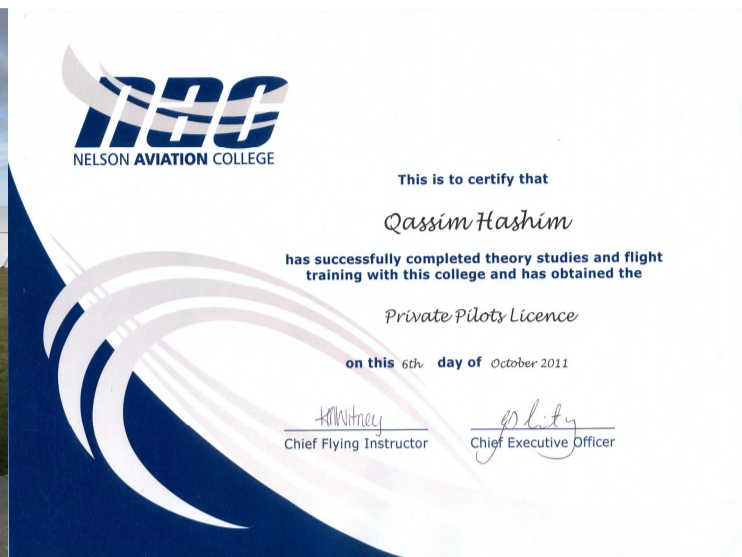 nac
NELSON AVIATION COLLEGE
This is to certify that
Qassim Hashim
has successfully completed theory studies and flight
training with this college and has obtained the
Private Pilots Licence
on this 6th day of October 2011
Chief Flying Instructor Chief Executive Officer